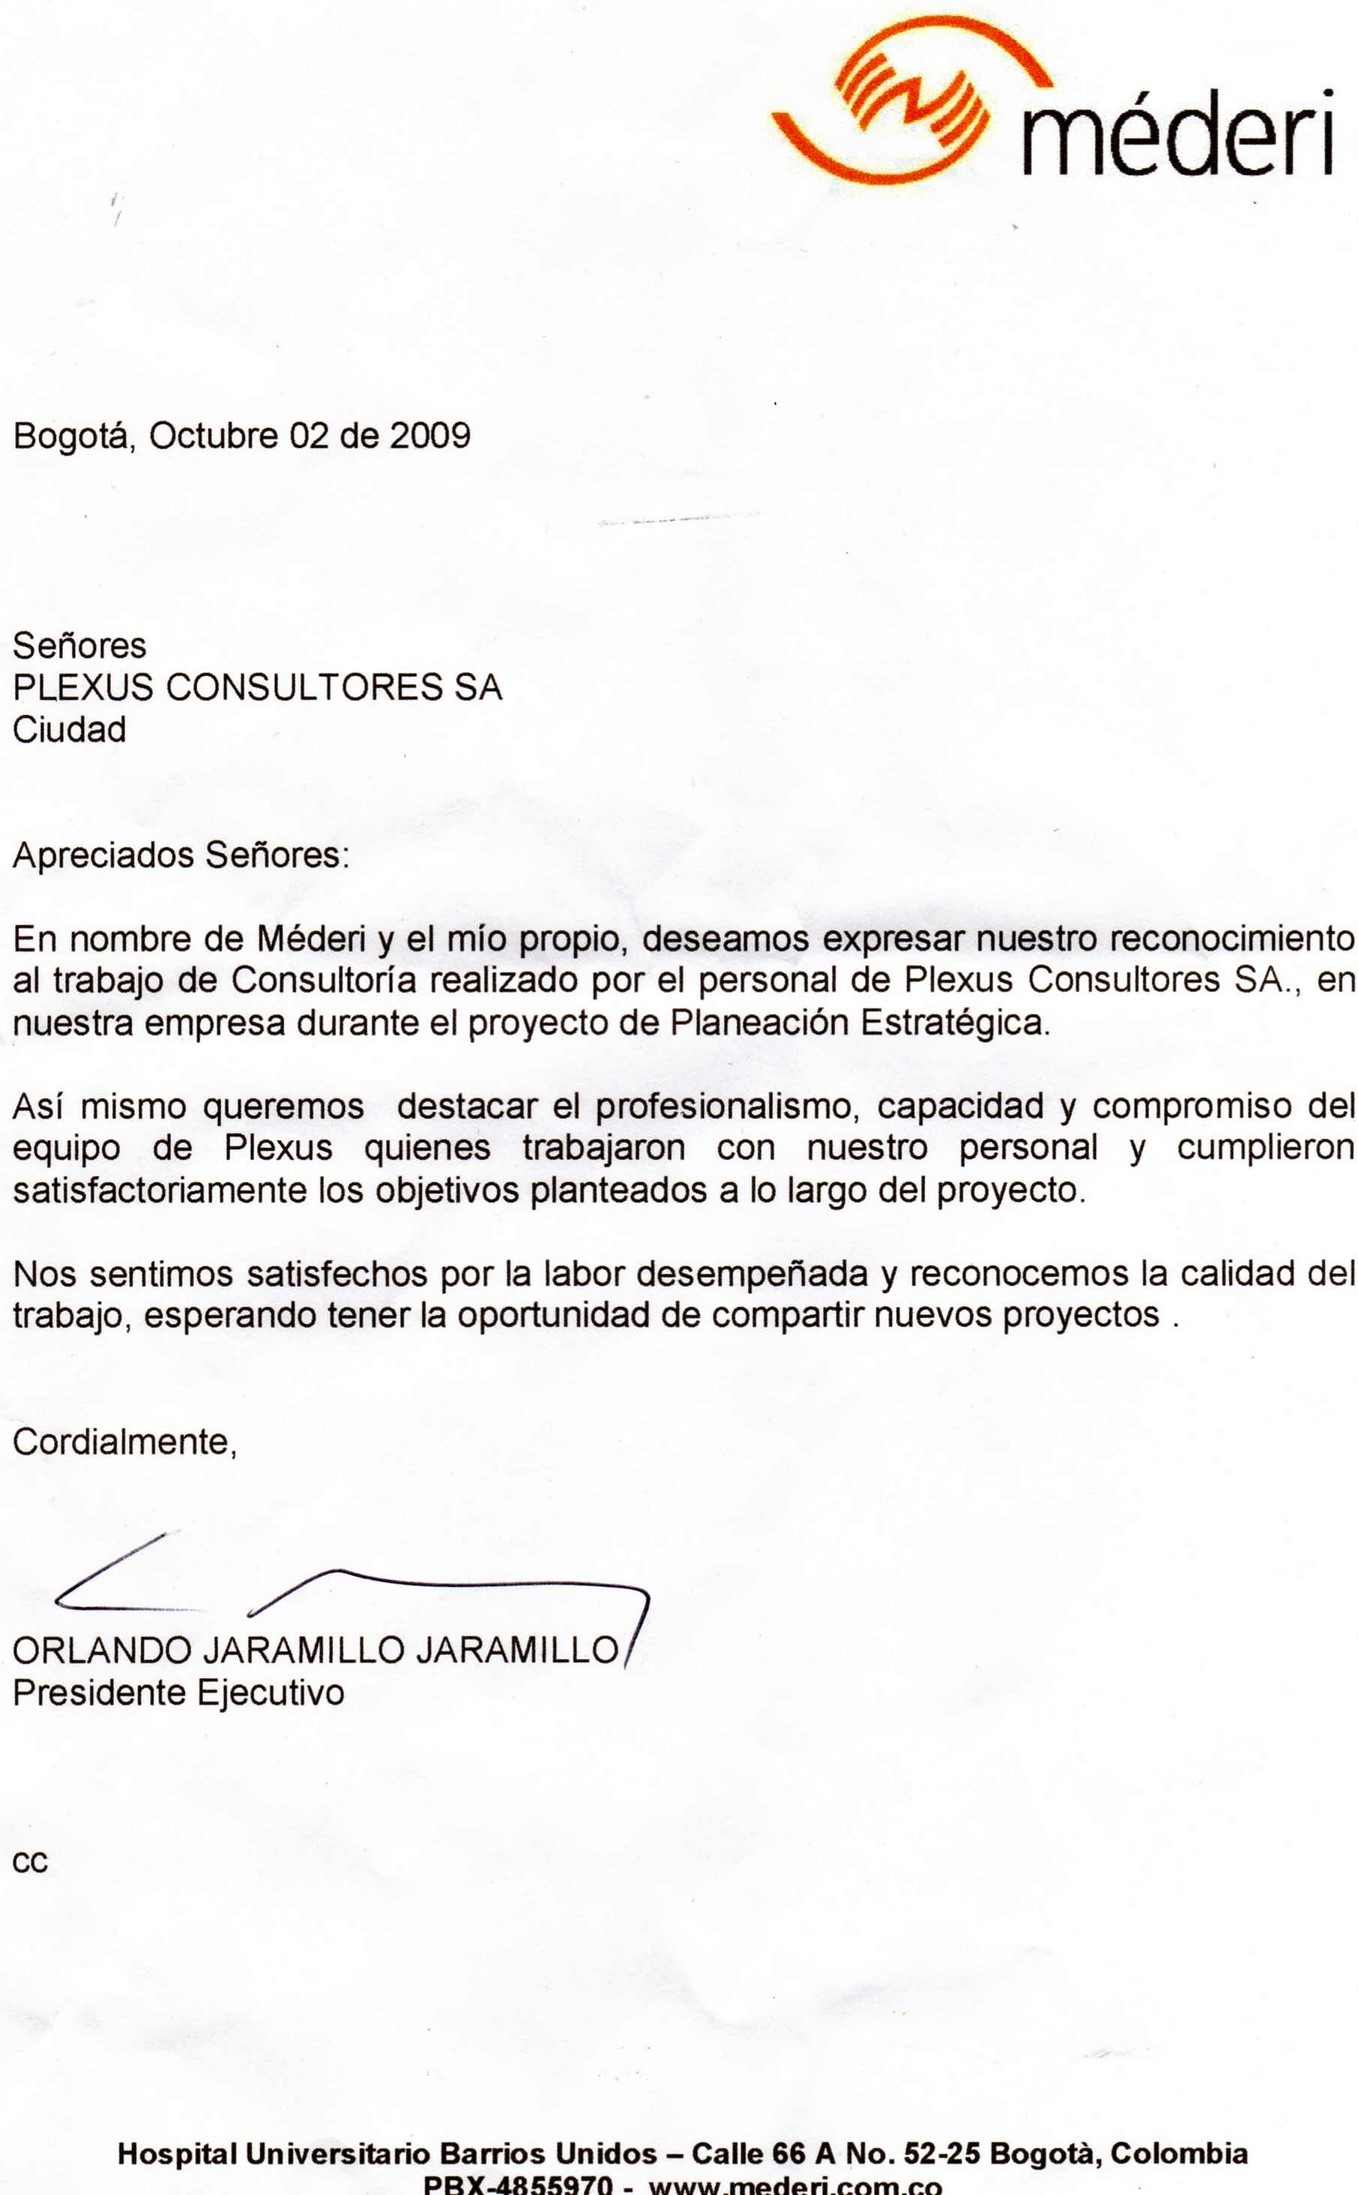 méderi
Bogotá, Octubre 02 de 2009
Señores
PLEXUS CONSULTORES SA
Ciudad
Apreciados Señores:
En nombre de Méderi y el mío propio, deseamos expresar nuestro reconocimiento
al trabajo de Consultoría realizado por el personal de Plexus Consultores SA., en
nuestra empresa durante el proyecto de Planeación Estratégica.
Así mismo queremos destacar el profesionalismo, capacidad y compromiso del
equipo de Plexus quienes trabajaron con nuestro personal y cumplieron
satisfactoriamente los objetivos planteados a lo largo del proyecto.
Nos sentimos satisfechos por la labor desempeñada y reconocemos la calidad del
trabajo, esperando tener la oportunidad de compartir nuevos proyectos .
Cordialmente,
ORLANDO JARAMILLO JARAMILLO
Presidente Ejecutivo
cc
Hospital Universitario Barrios Unidos – Calle 66 A No. 52-25 Bogotà, Colombia
PBX-4855970 - www.mederi.com.co